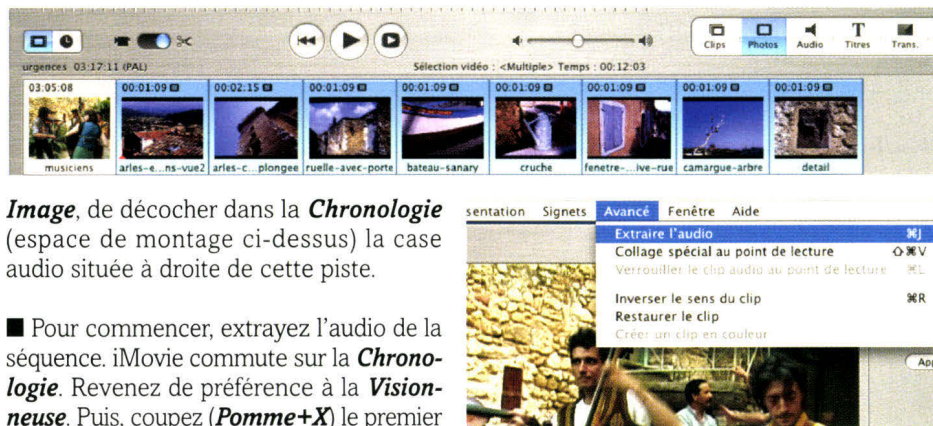 Clips Photos Audio Titres Trans.
urgences 03:17:11 (PAL) Sélection vidéo : <Multiple> Temps : 00:12:03
03:05:08 00:01:09 00:02:15 00:01:09 00:01:09 00:01:09 00:01:09 00:01:09 00:01:09
musiciens arles-e...ns-vue2 arles-c...plongee ruelle-avec-porte bateau-sanary cruche fenetre-...ive-rue camargue-arbre detail
Image, de décocher dans la Chronologie
(espace de montage ci-dessus) la case
audio située à droite de cette piste.
■ Pour commencer, extrayez l'audio de la
séquence. iMovie commute sur la Chrono-
logie. Revenez de préférence à la Vision-
neuse. Puis, coupez (Pomme+X) le premier
sentation Signets Avancé Fenêtre Aide
Extraire l'audio ⌘J
Collage spécial au point de lecture ⇧⌘V
Verrouiller le clip audio au point de lecture ⌘L
Inverser le sens du clip ⌘R
Restaurer le clip
Créer un clip en couleur
App